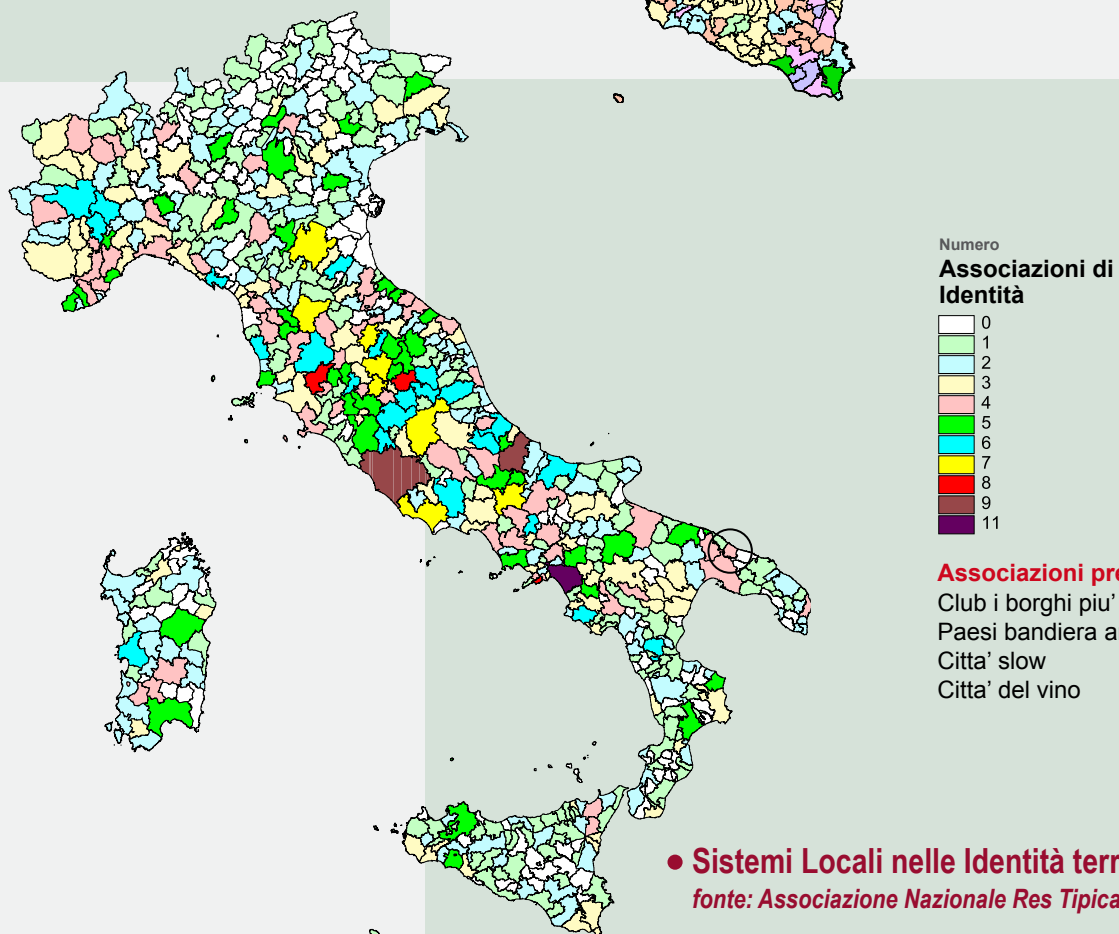 Numero
Associazioni di
Identità
0
1
2
3
4
5
6
7
8
9
11
Associazioni pre
Club i borghi piu'
Paesi bandiera a
Citta' slow
Citta' del vino
• Sistemi Locali nelle Identità terr
fonte: Associazione Nazionale Res Tipica